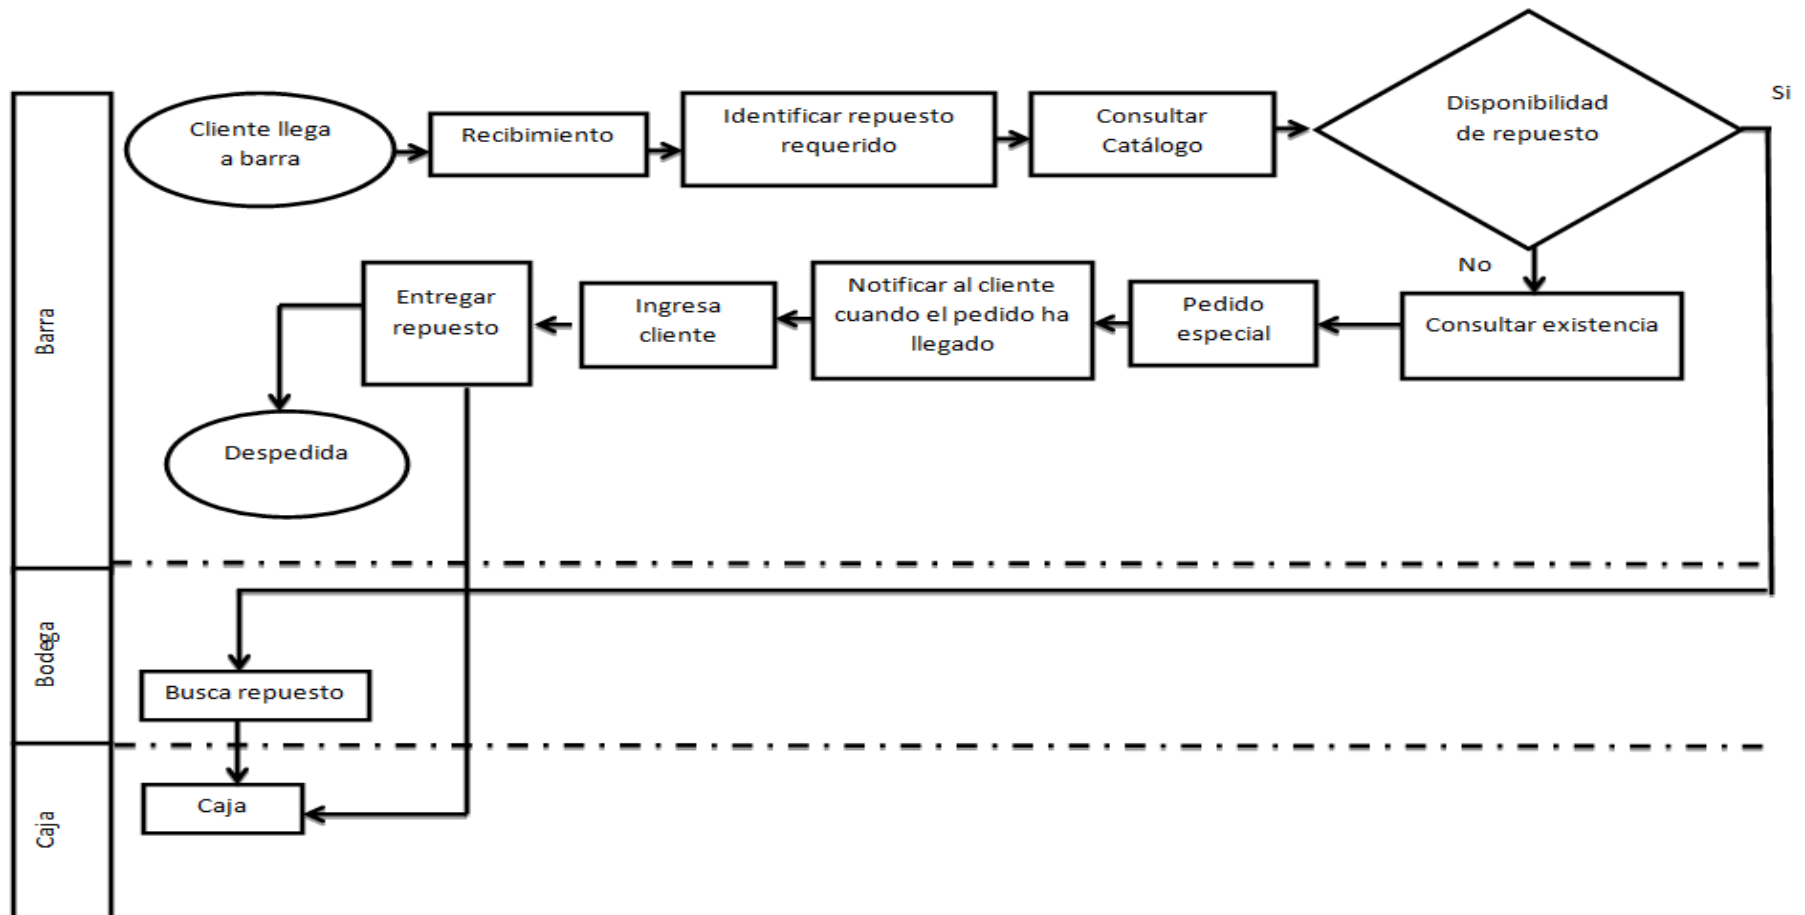 Cliente llega
a barra
Recibimiento
Identificar repuesto
requerido
Consultar
Catálogo
Disponibilidad
de repuesto
Si
No
Consultar existencia
Pedido
especial
Notificar al cliente
cuando el pedido ha
llegado
Ingresa
cliente
Entregar
repuesto
Despedida
Barra
Bodega
Busca repuesto
Caja
Caja